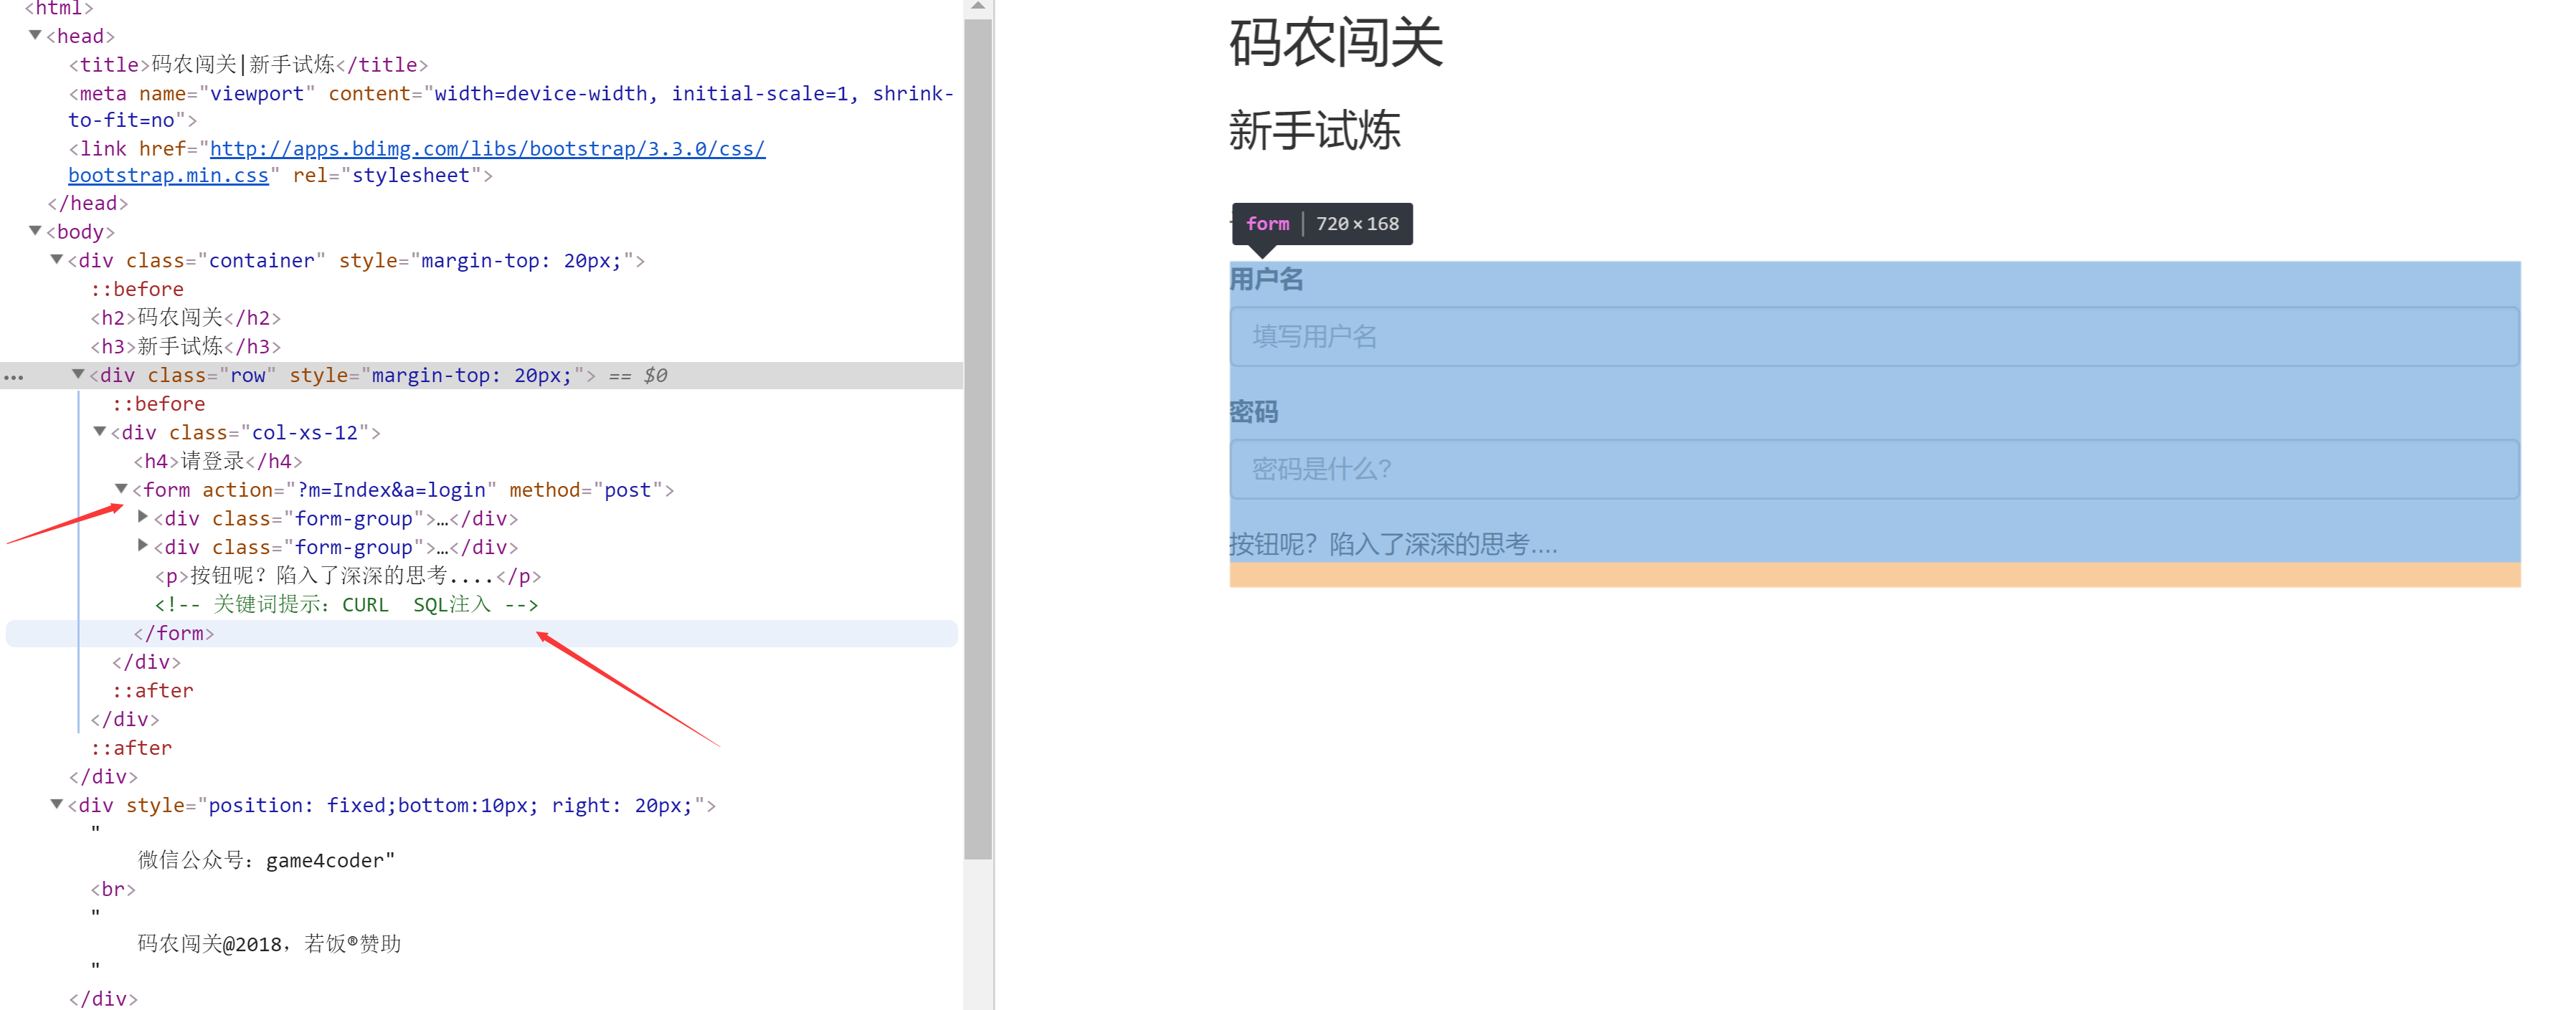 <html>
<head>
<title>码农闯关|新手试炼</title>
<meta name="viewport" content="width=device-width, initial-scale=1, shrink-
to-fit=no">
<link href="http://apps.bdimg.com/libs/bootstrap/3.3.0/css/
bootstrap.min.css" rel="stylesheet">
</head>
<body>
<div class="container" style="margin-top: 20px;">
::before
<h2>码农闯关</h2>
<h3>新手试炼</h3>
<div class="row" style="margin-top: 20px;"> == $0
::before
<div class="col-xs-12">
<h4>请登录</h4>
<form action="?m=Index&a=login" method="post">
<div class="form-group">…</div>
<div class="form-group">…</div>
<p>按钮呢？陷入了深深的思考....</p>
<!-- 关键词提示：CURL  SQL注入 -->
</form>
</div>
::after
</div>
::after
</div>
<div style="position: fixed;bottom:10px; right: 20px;">
"
微信公众号：game4coder"
<br>
"
码农闯关@2018，若饭®赞助
"
</div>
码农闯关
新手试炼
form | 720×168
用户名
填写用户名
密码
密码是什么?
按钮呢？陷入了深深的思考....